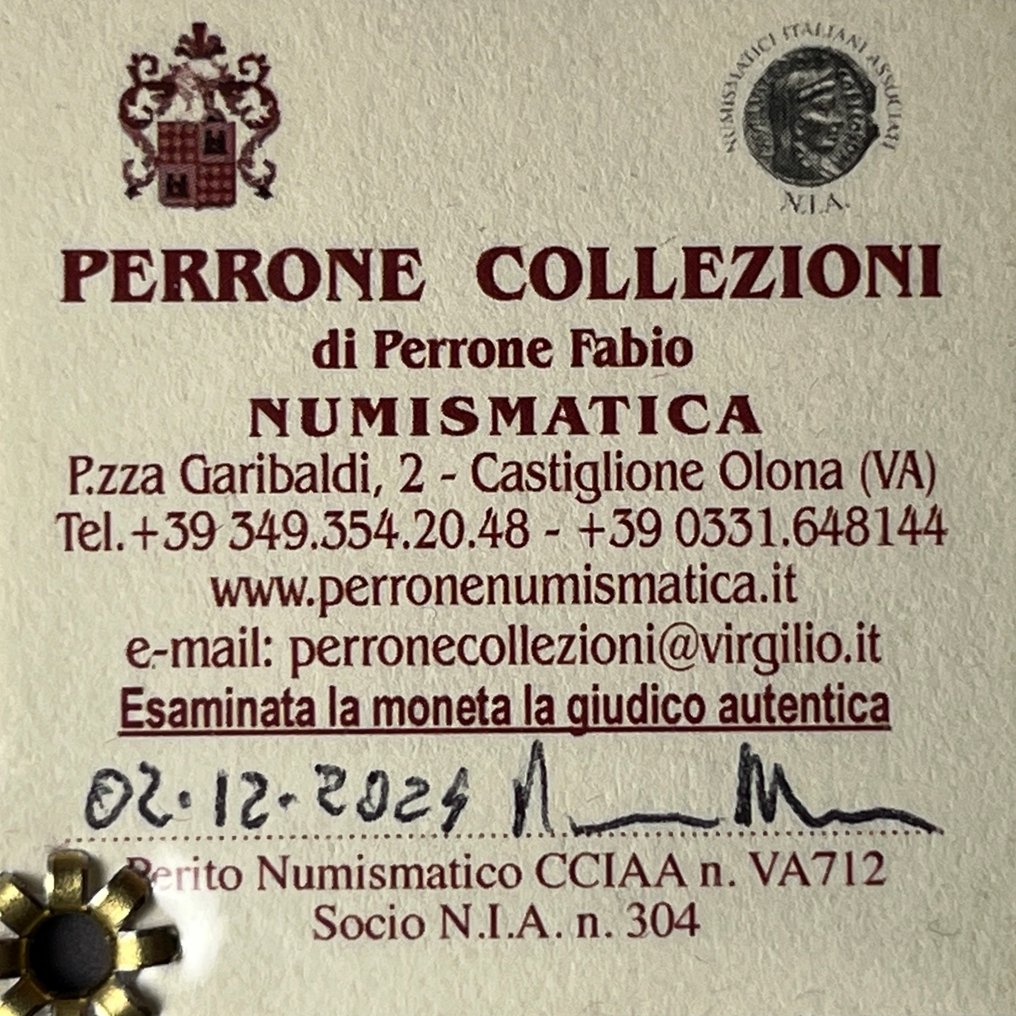 NUMISMATICI ITALIANI ASSOCIATI
N.I.A.
PERRONE COLLEZIONI
di Perrone Fabio
NUMISMATICA
P.zza Garibaldi, 2 - Castiglione Olona (VA)
Tel.+39 349.354.20.48 - +39 0331.648144
www.perronenumismatica.it
e-mail: perronecollezioni@virgilio.it
Esaminata la moneta la giudico autentica
02.12.2024
Perito Numismatico CCIAA n. VA712
Socio N.I.A. n. 304